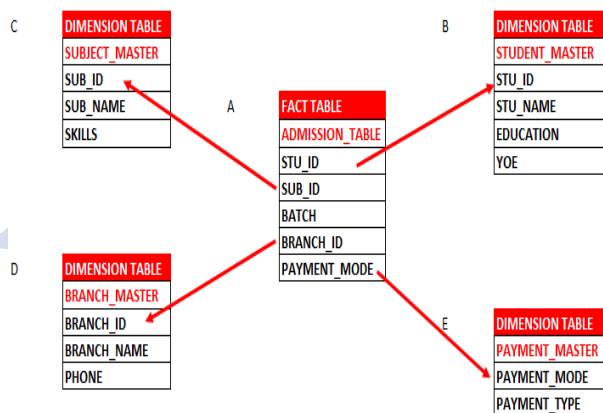 C
DIMENSION TABLE
SUBJECT_MASTER
SUB_ID
SUB_NAME
SKILLS
B
DIMENSION TABLE
STUDENT_MASTER
STU_ID
STU_NAME
EDUCATION
YOE
A
FACT TABLE
ADMISSION_TABLE
STU_ID
SUB_ID
BATCH
BRANCH_ID
PAYMENT_MODE
D
DIMENSION TABLE
BRANCH_MASTER
BRANCH_ID
BRANCH_NAME
PHONE
E
DIMENSION TABLE
PAYMENT_MASTER
PAYMENT_MODE
PAYMENT_TYPE